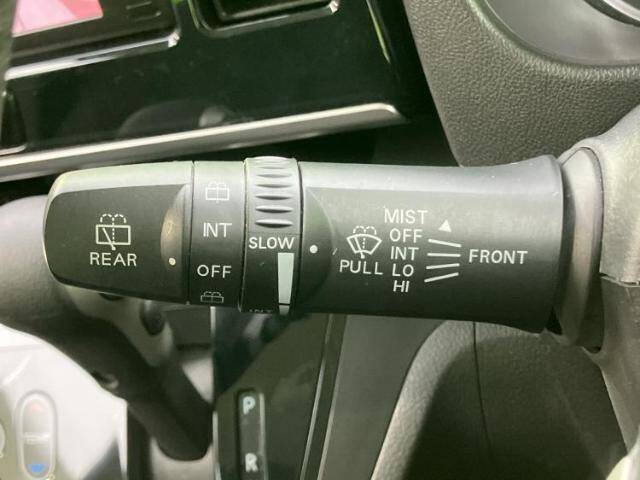 REAR
INT
OFF
SLOW
PULL
MIST
OFF
INT
LO
HI
FRONT
P
R